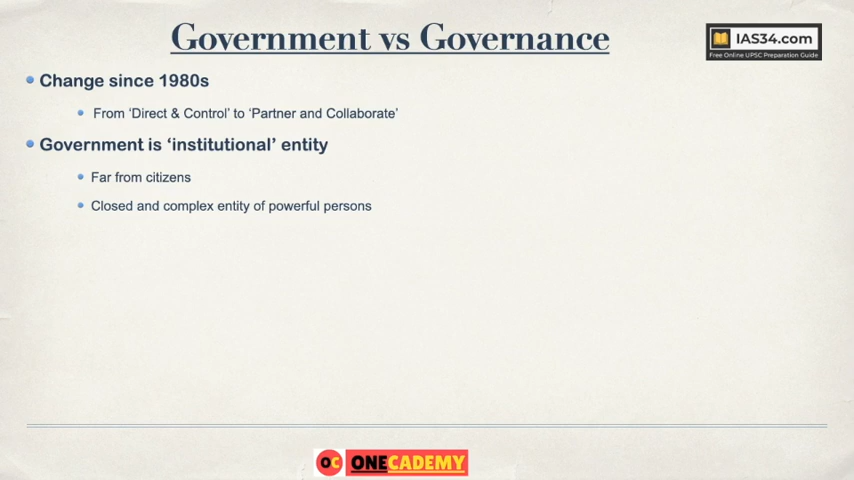 Government vs Governance
IAS34.com
Free Online UPSC Preparation Guide
Change since 1980s
From ‘Direct & Control’ to ‘Partner and Collaborate’
Government is ‘institutional’ entity
Far from citizens
Closed and complex entity of powerful persons
OC ONECADEMY